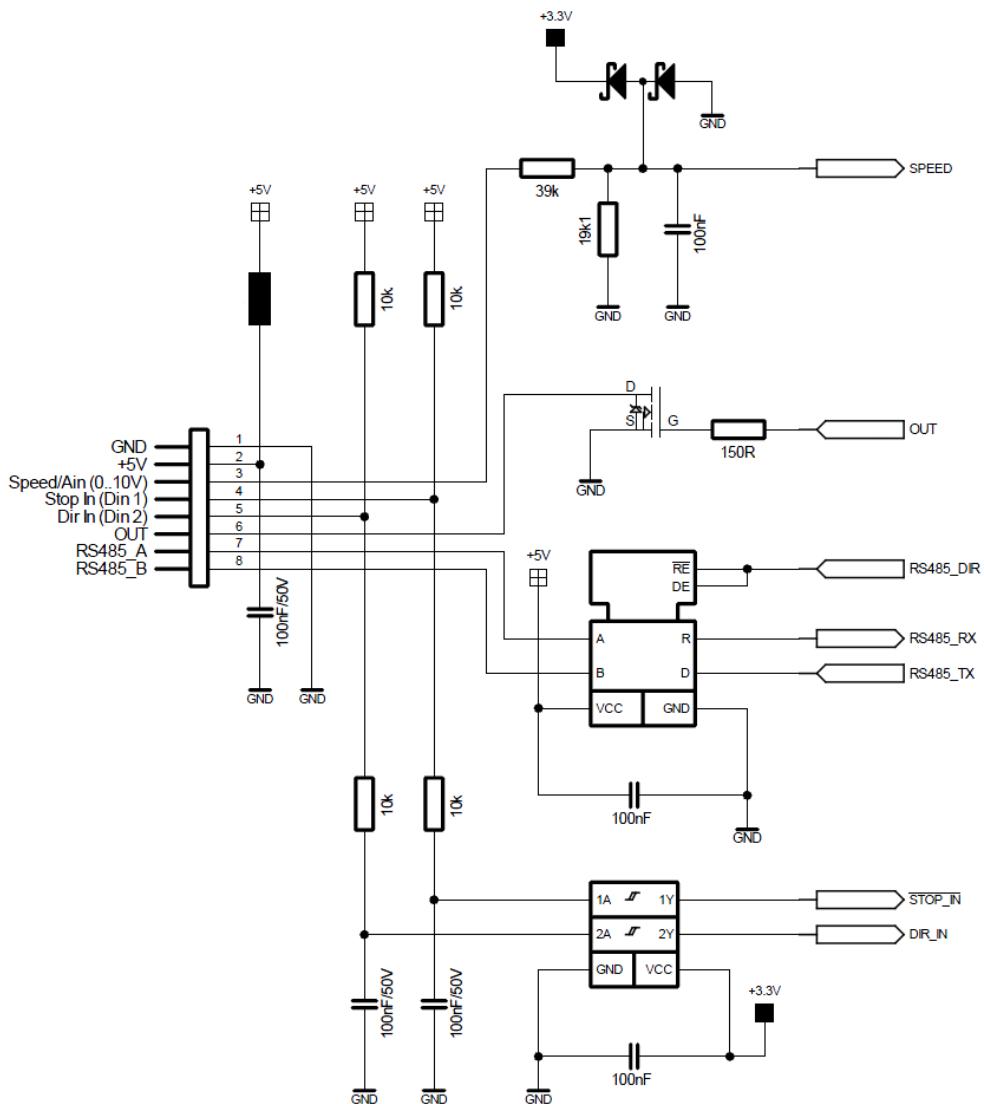 +3.3V
GND
SPEED
39k
19k1
100nF
GND
GND
+5V
+5V
+5V
10k
10k
D
S
G
150R
OUT
GND
GND
+5V
Speed/Ain (0..10V)
Stop In (Din 1)
Dir In (Din 2)
OUT
RS485_A
RS485_B
1
2
3
4
5
6
7
8
100nF/50V
GND
GND
+5V
RE
DE
RS485_DIR
A
R
RS485_RX
B
D
RS485_TX
VCC
GND
100nF
GND
10k
10k
1A
1Y
STOP_IN
2A
2Y
DIR_IN
GND
VCC
+3.3V
100nF/50V
100nF/50V
100nF
GND
GND
GND